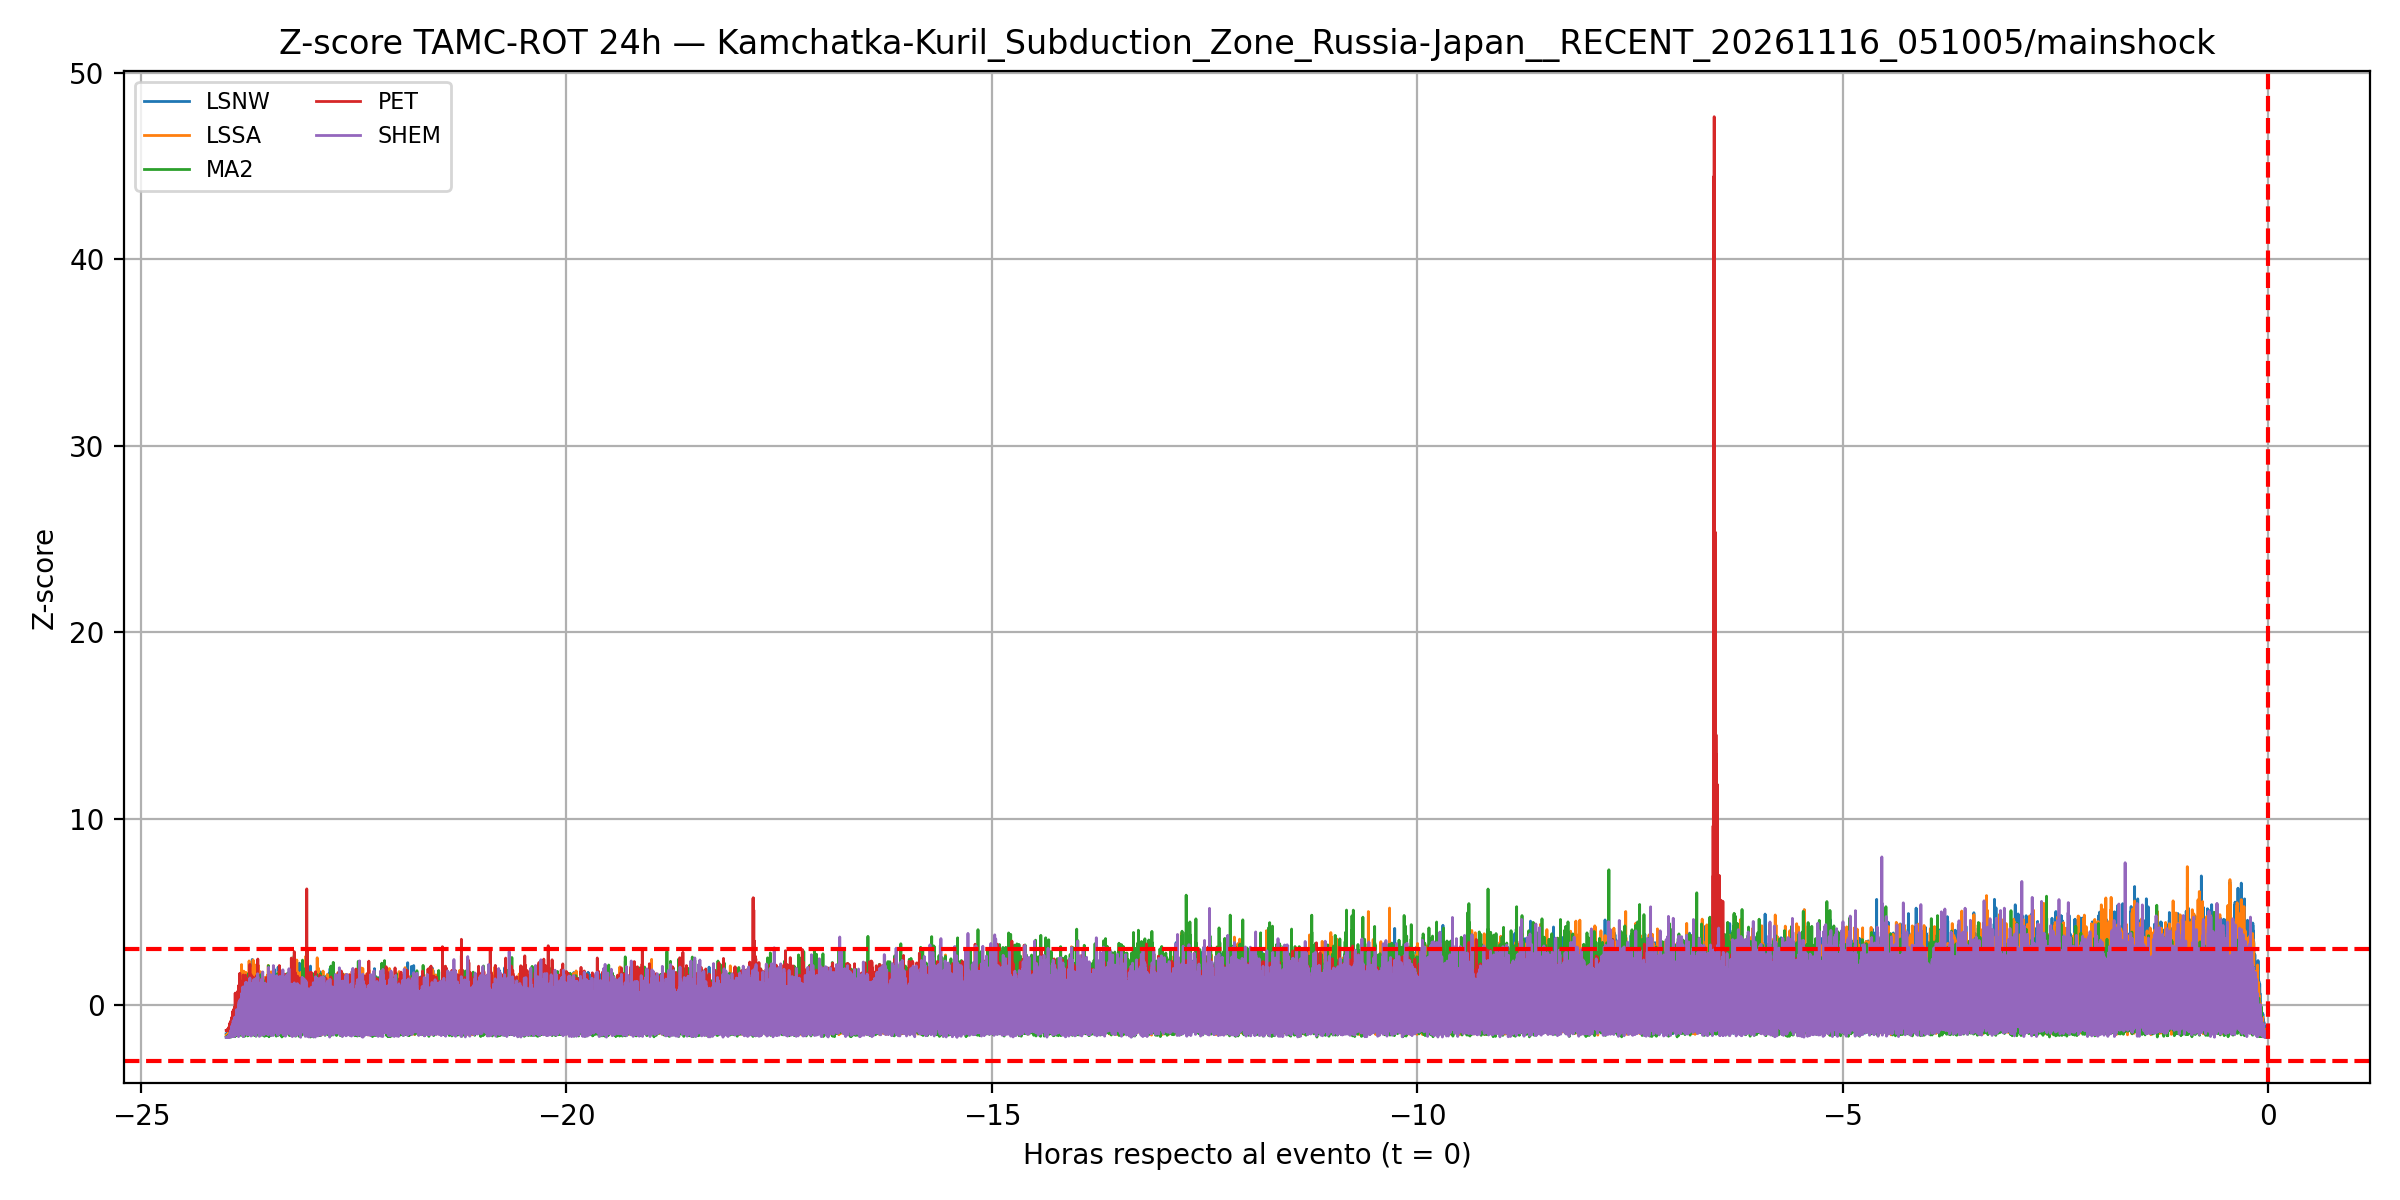 Z-score TAMC-ROT 24h — Kamchatka-Kuril_Subduction_Zone_Russia-Japan__RECENT_20261116_051005/mainshock
LSNW
LSSA
MA2
PET
SHEM
50
40
30
20
10
0
Z-score
−25
−20
−15
−10
−5
0
Horas respecto al evento (t = 0)